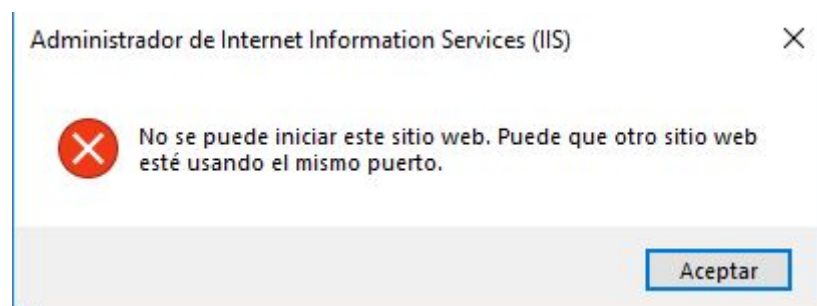 Administrador de Internet Information Services (IIS)
No se puede iniciar este sitio web. Puede que otro sitio web
esté usando el mismo puerto.
Aceptar